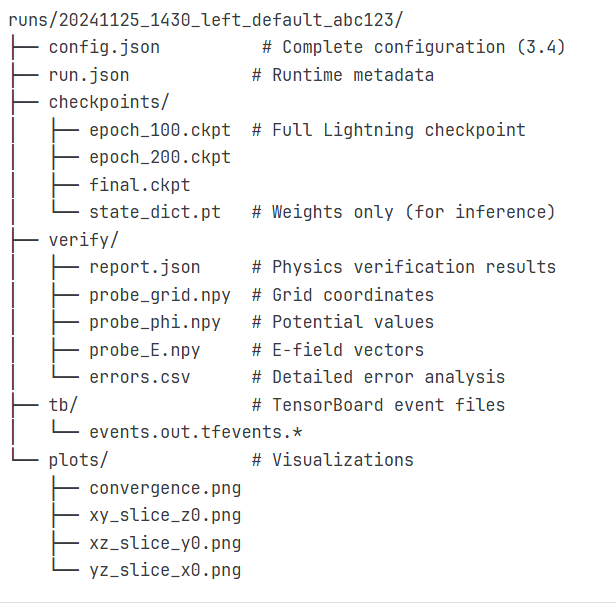 runs/20241125_1430_left_default_abc123/
├── config.json          # Complete configuration (3.4)
├── run.json            # Runtime metadata
├── checkpoints/
│   ├── epoch_100.ckpt  # Full Lightning checkpoint
│   ├── epoch_200.ckpt
│   ├── final.ckpt
│   └── state_dict.pt   # Weights only (for inference)
├── verify/
│   ├── report.json     # Physics verification results
│   ├── probe_grid.npy  # Grid coordinates
│   ├── probe_phi.npy   # Potential values
│   ├── probe_E.npy     # E-field vectors
│   └── errors.csv      # Detailed error analysis
├── tb/                 # TensorBoard event files
│   └── events.out.tfevents.*
└── plots/              # Visualizations
    ├── convergence.png
    ├── xy_slice_z0.png
    ├── xz_slice_y0.png
    └── yz_slice_x0.png